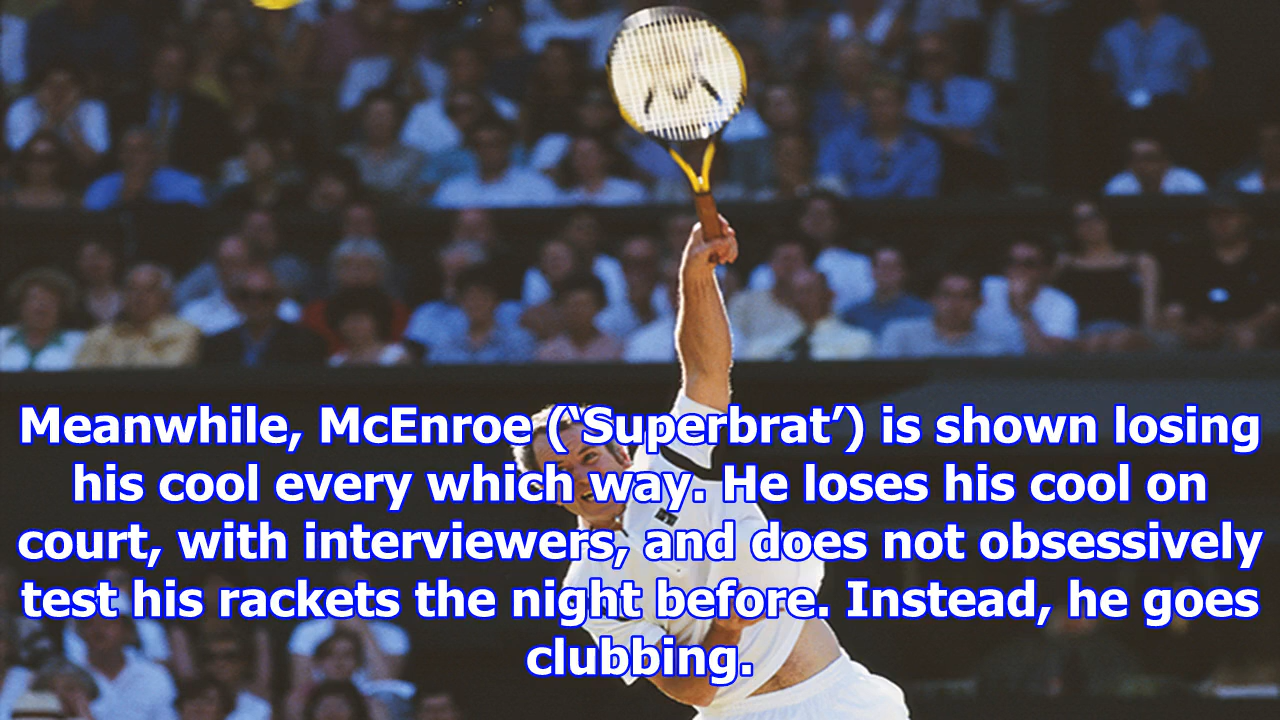 Meanwhile, McEnroe (‘Superbrat’) is shown losing
his cool every which way. He loses his cool on
court, with interviewers, and does not obsessively
test his rackets the night before. Instead, he goes
clubbing.